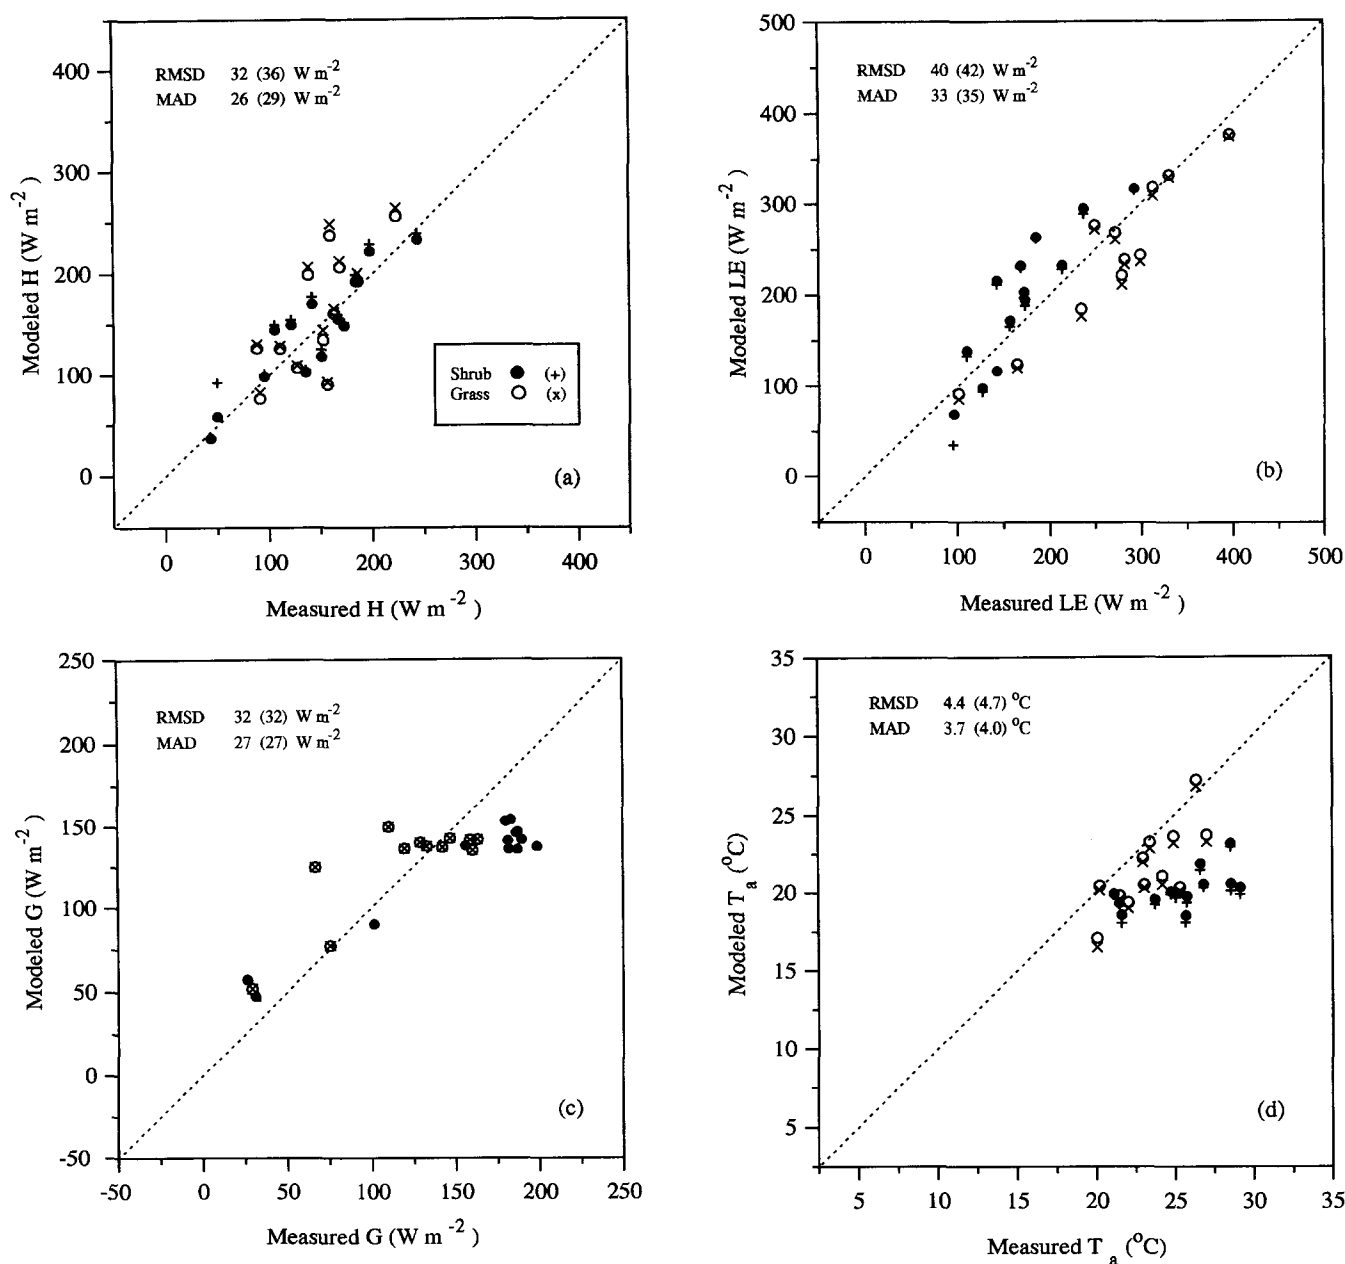 RMSD 32 (36) W m-2
MAD 26 (29) W m-2
400
300
200
100
0
Modeled H (W m-2)
Shrub ● (+)
Grass O (x)
(a)
0 100 200 300 400
Measured H (W m-2)
RMSD 40 (42) W m-2
MAD 33 (35) W m-2
500
400
300
200
100
0
Modeled LE (W m-2)
(b)
0 100 200 300 400 500
Measured LE (W m-2)
RMSD 32 (32) W m-2
MAD 27 (27) W m-2
250
200
150
100
50
0
-50
Modeled G (W m-2)
(c)
-50 0 50 100 150 200 250
Measured G (W m-2)
RMSD 4.4 (4.7) oC
MAD 3.7 (4.0) oC
35
30
25
20
15
10
5
Modeled T a (oC)
(d)
5 10 15 20 25 30 35
Measured T a (oC)